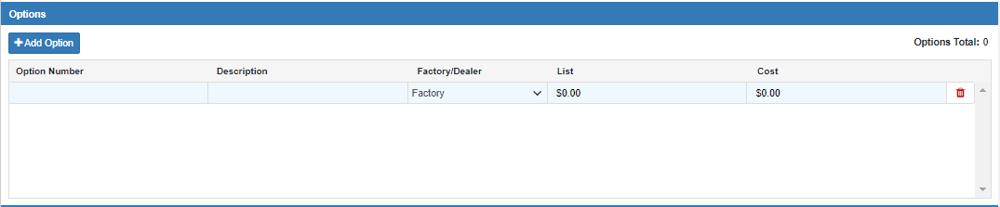 Options
Add Option
Options Total: 0
Option Number Description Factory/Dealer List Cost
Factory $0.00 $0.00